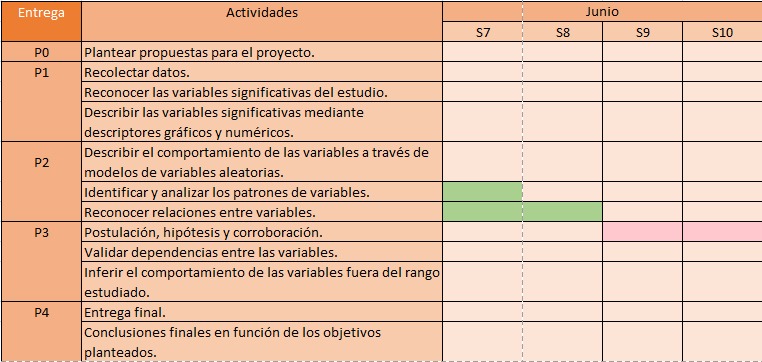 Entrega Actividades Junio
S7 S8 S9 S10
P0 Plantear propuestas para el proyecto.
P1 Recolectar datos.
Reconocer las variables significativas del estudio.
Describir las variables significativas mediante
descriptores gráficos y numéricos.
P2 Describir el comportamiento de las variables a través de
modelos de variables aleatorias.
Identificar y analizar los patrones de variables.
Reconocer relaciones entre variables.
P3 Postulación, hipótesis y corroboración.
Validar dependencias entre las variables.
Inferir el comportamiento de las variables fuera del rango
estudiado.
P4 Entrega final.
Conclusiones finales en función de los objetivos
planteados.